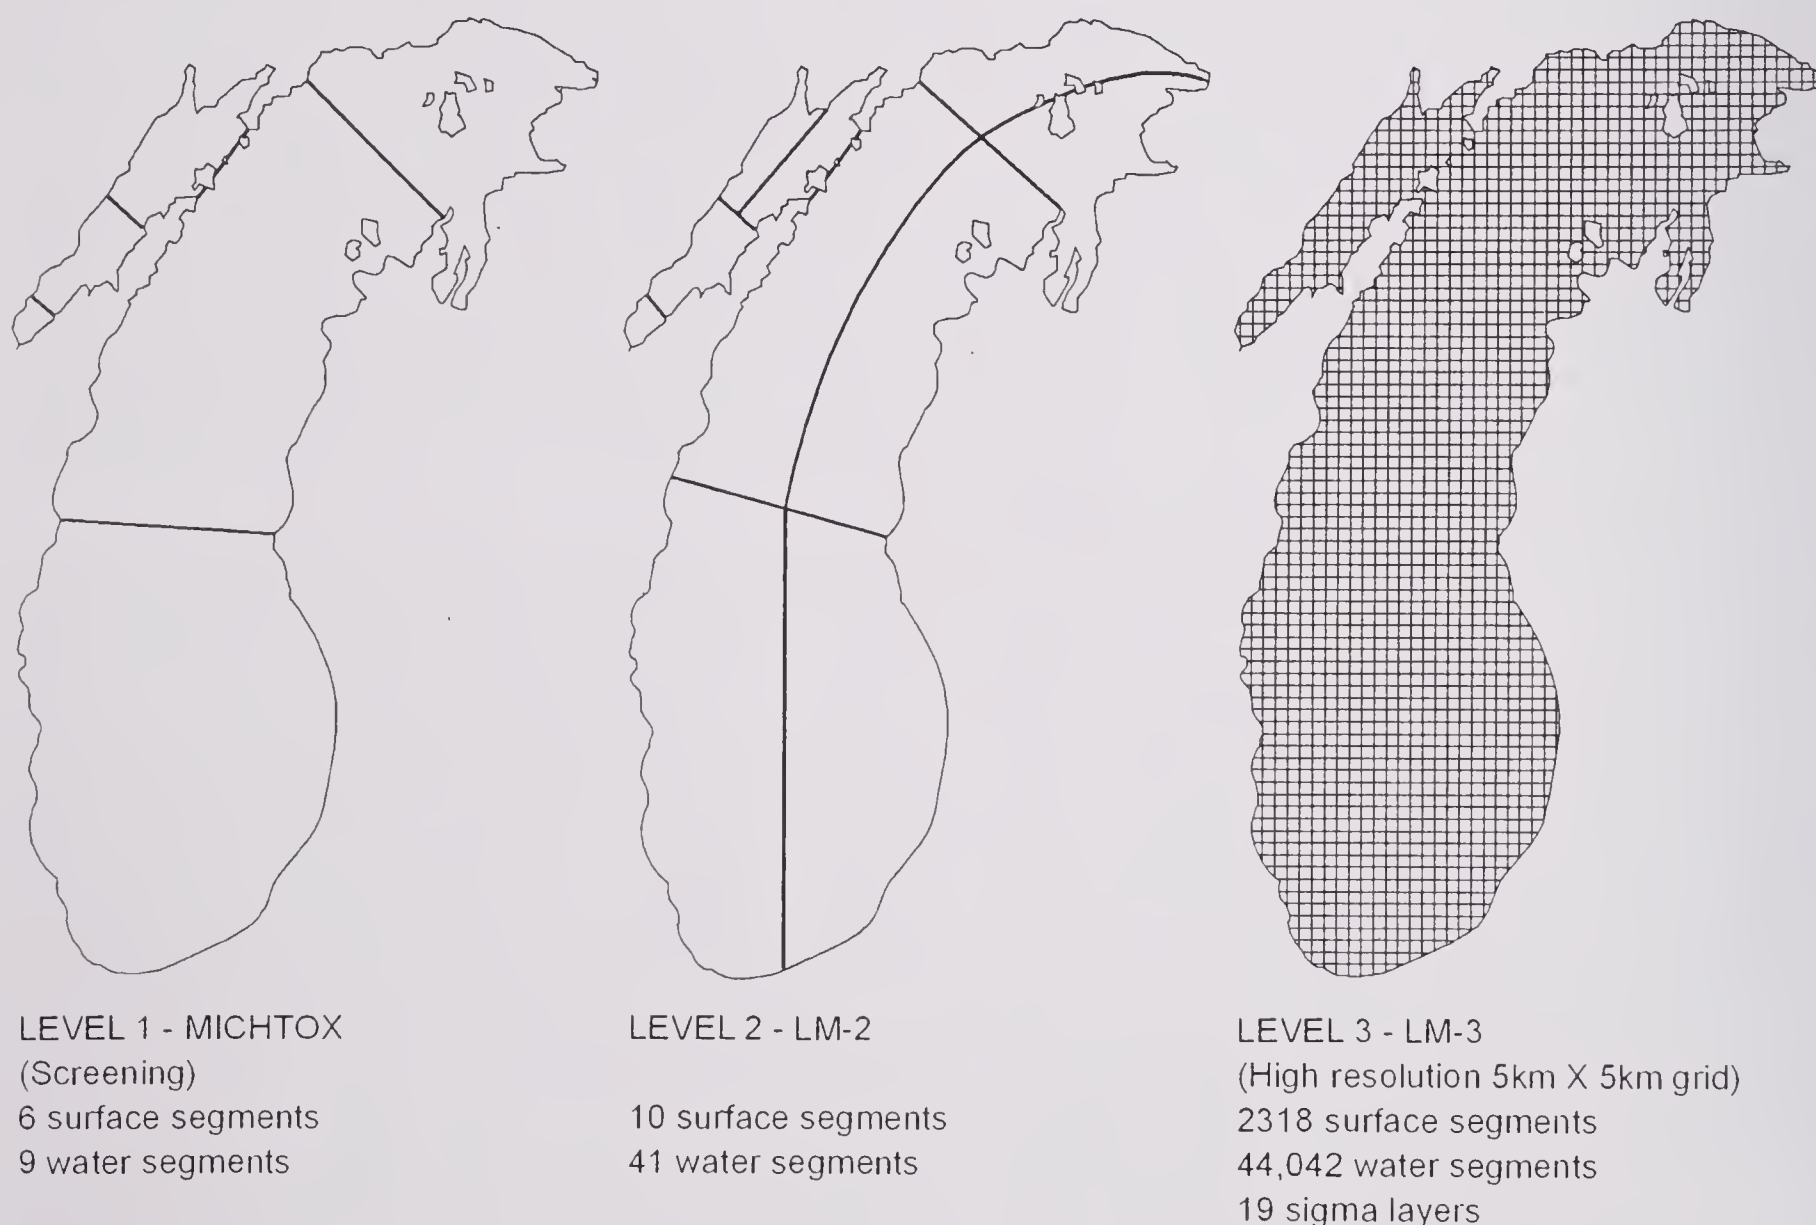 LEVEL 1 - MICHTOX
(Screening)
6 surface segments
9 water segments
LEVEL 2 - LM-2
10 surface segments
41 water segments
LEVEL 3 - LM-3
(High resolution 5km X 5km grid)
2318 surface segments
44,042 water segments
19 sigma layers